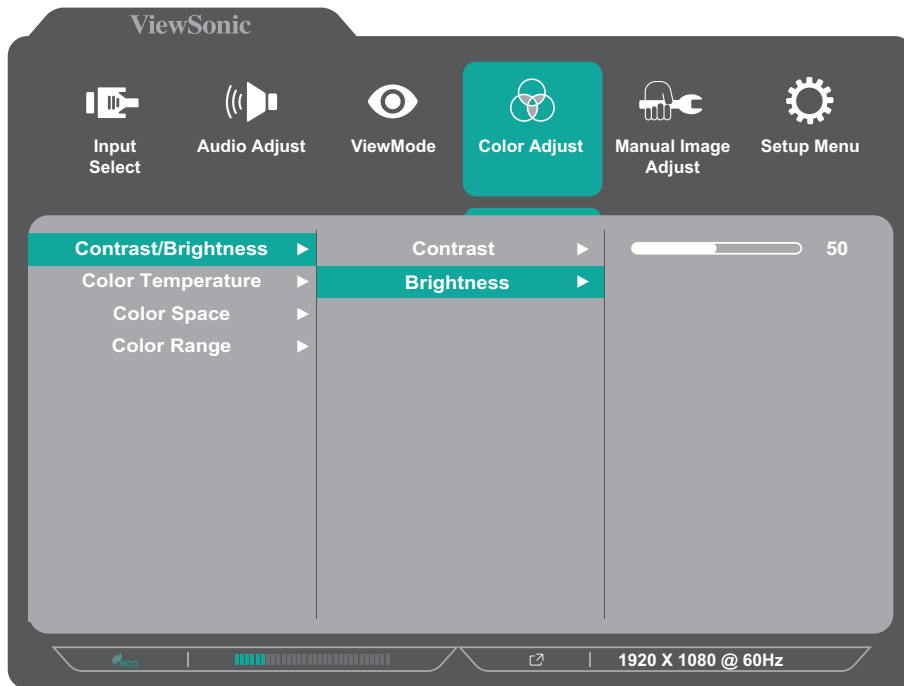 ViewSonic
Input Select
Audio Adjust
ViewMode
Color Adjust
Manual Image Adjust
Setup Menu
Contrast/Brightness
Contrast
50
Color Temperature
Brightness
Color Space
Color Range
eco
1920 X 1080 @ 60Hz